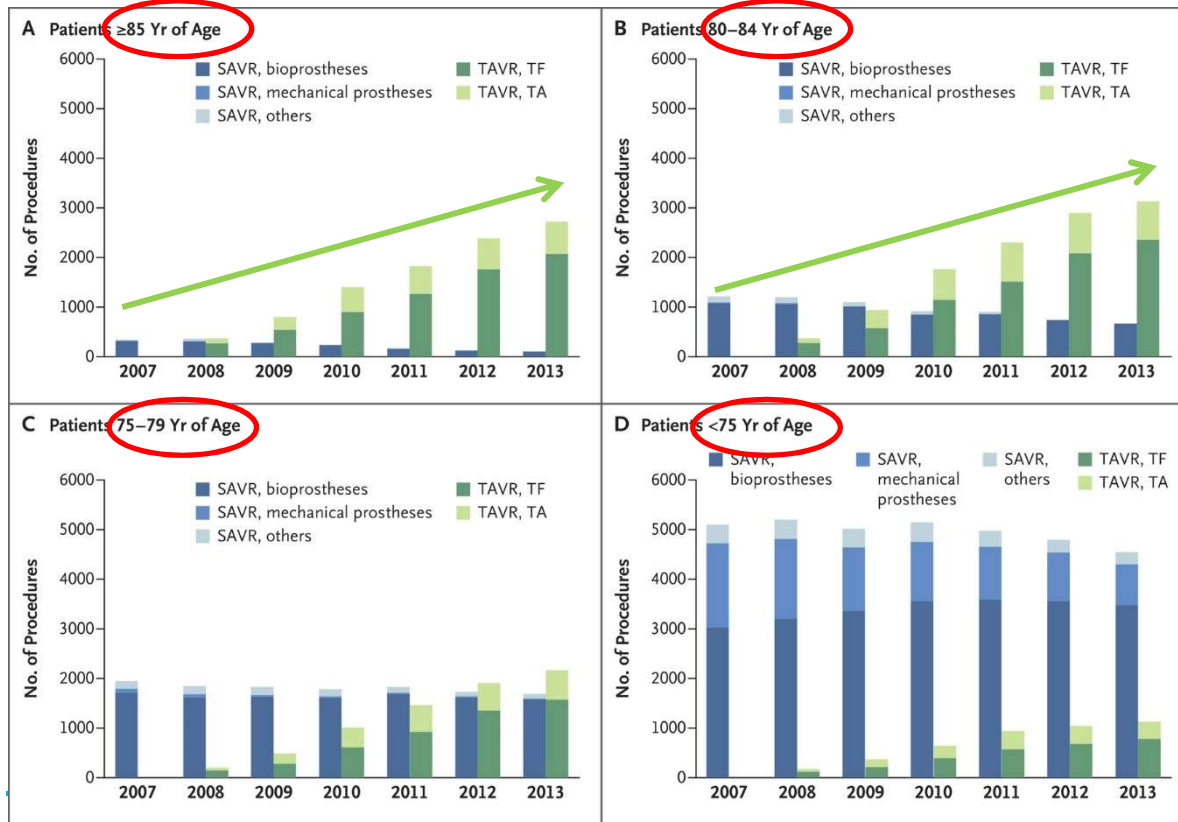 A Patients ≥85 Yr of Age
6000
5000
4000
3000
2000
1000
0
No. of Procedures
SAVR, bioprostheses
SAVR, mechanical prostheses
SAVR, others
TAVR, TF
TAVR, TA
2007 2008 2009 2010 2011 2012 2013
B Patients 80–84 Yr of Age
6000
5000
4000
3000
2000
1000
0
No. of Procedures
SAVR, bioprostheses
SAVR, mechanical prostheses
SAVR, others
TAVR, TF
TAVR, TA
2007 2008 2009 2010 2011 2012 2013
C Patients 75–79 Yr of Age
6000
5000
4000
3000
2000
1000
0
No. of Procedures
SAVR, bioprostheses
SAVR, mechanical prostheses
SAVR, others
TAVR, TF
TAVR, TA
2007 2008 2009 2010 2011 2012 2013
D Patients <75 Yr of Age
6000
5000
4000
3000
2000
1000
0
No. of Procedures
SAVR,
bioprostheses
SAVR,
mechanical
prostheses
SAVR,
others
TAVR, TF
TAVR, TA
2007 2008 2009 2010 2011 2012 2013